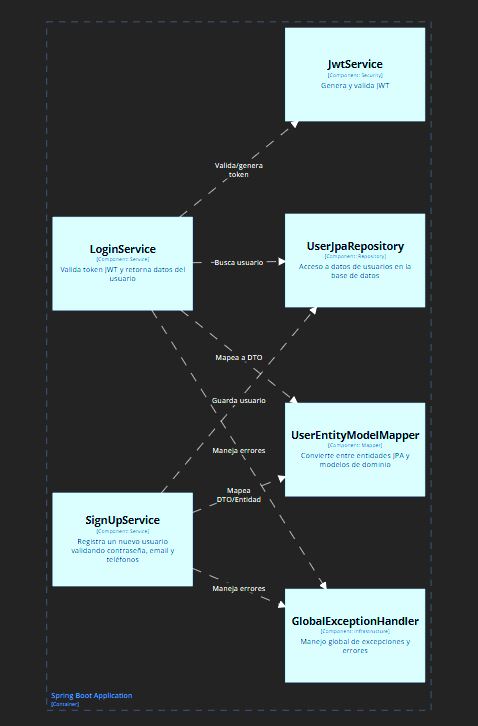 JwtService
[Component: Security]
Genera y valida JWT
Valida/genera
token
LoginService
[Component: Service]
Valida token JWT y retorna datos del
usuario
Busca usuario
UserJpaRepository
[Component: Repository]
Acceso a datos de usuarios en la
base de datos
Mapea a DTO
Guarda usuario
UserEntityModelMapper
[Component: Mapper]
Convierte entre entidades JPA y
modelos de dominio
Maneja errores
Mapea
DTO/Entidad
SignUpService
[Component: Service]
Registra un nuevo usuario
validando contraseña, email y
teléfonos
Maneja errores
GlobalExceptionHandler
[Component: Infrastructure]
Manejo global de excepciones y
errores
Spring Boot Application
[Container]